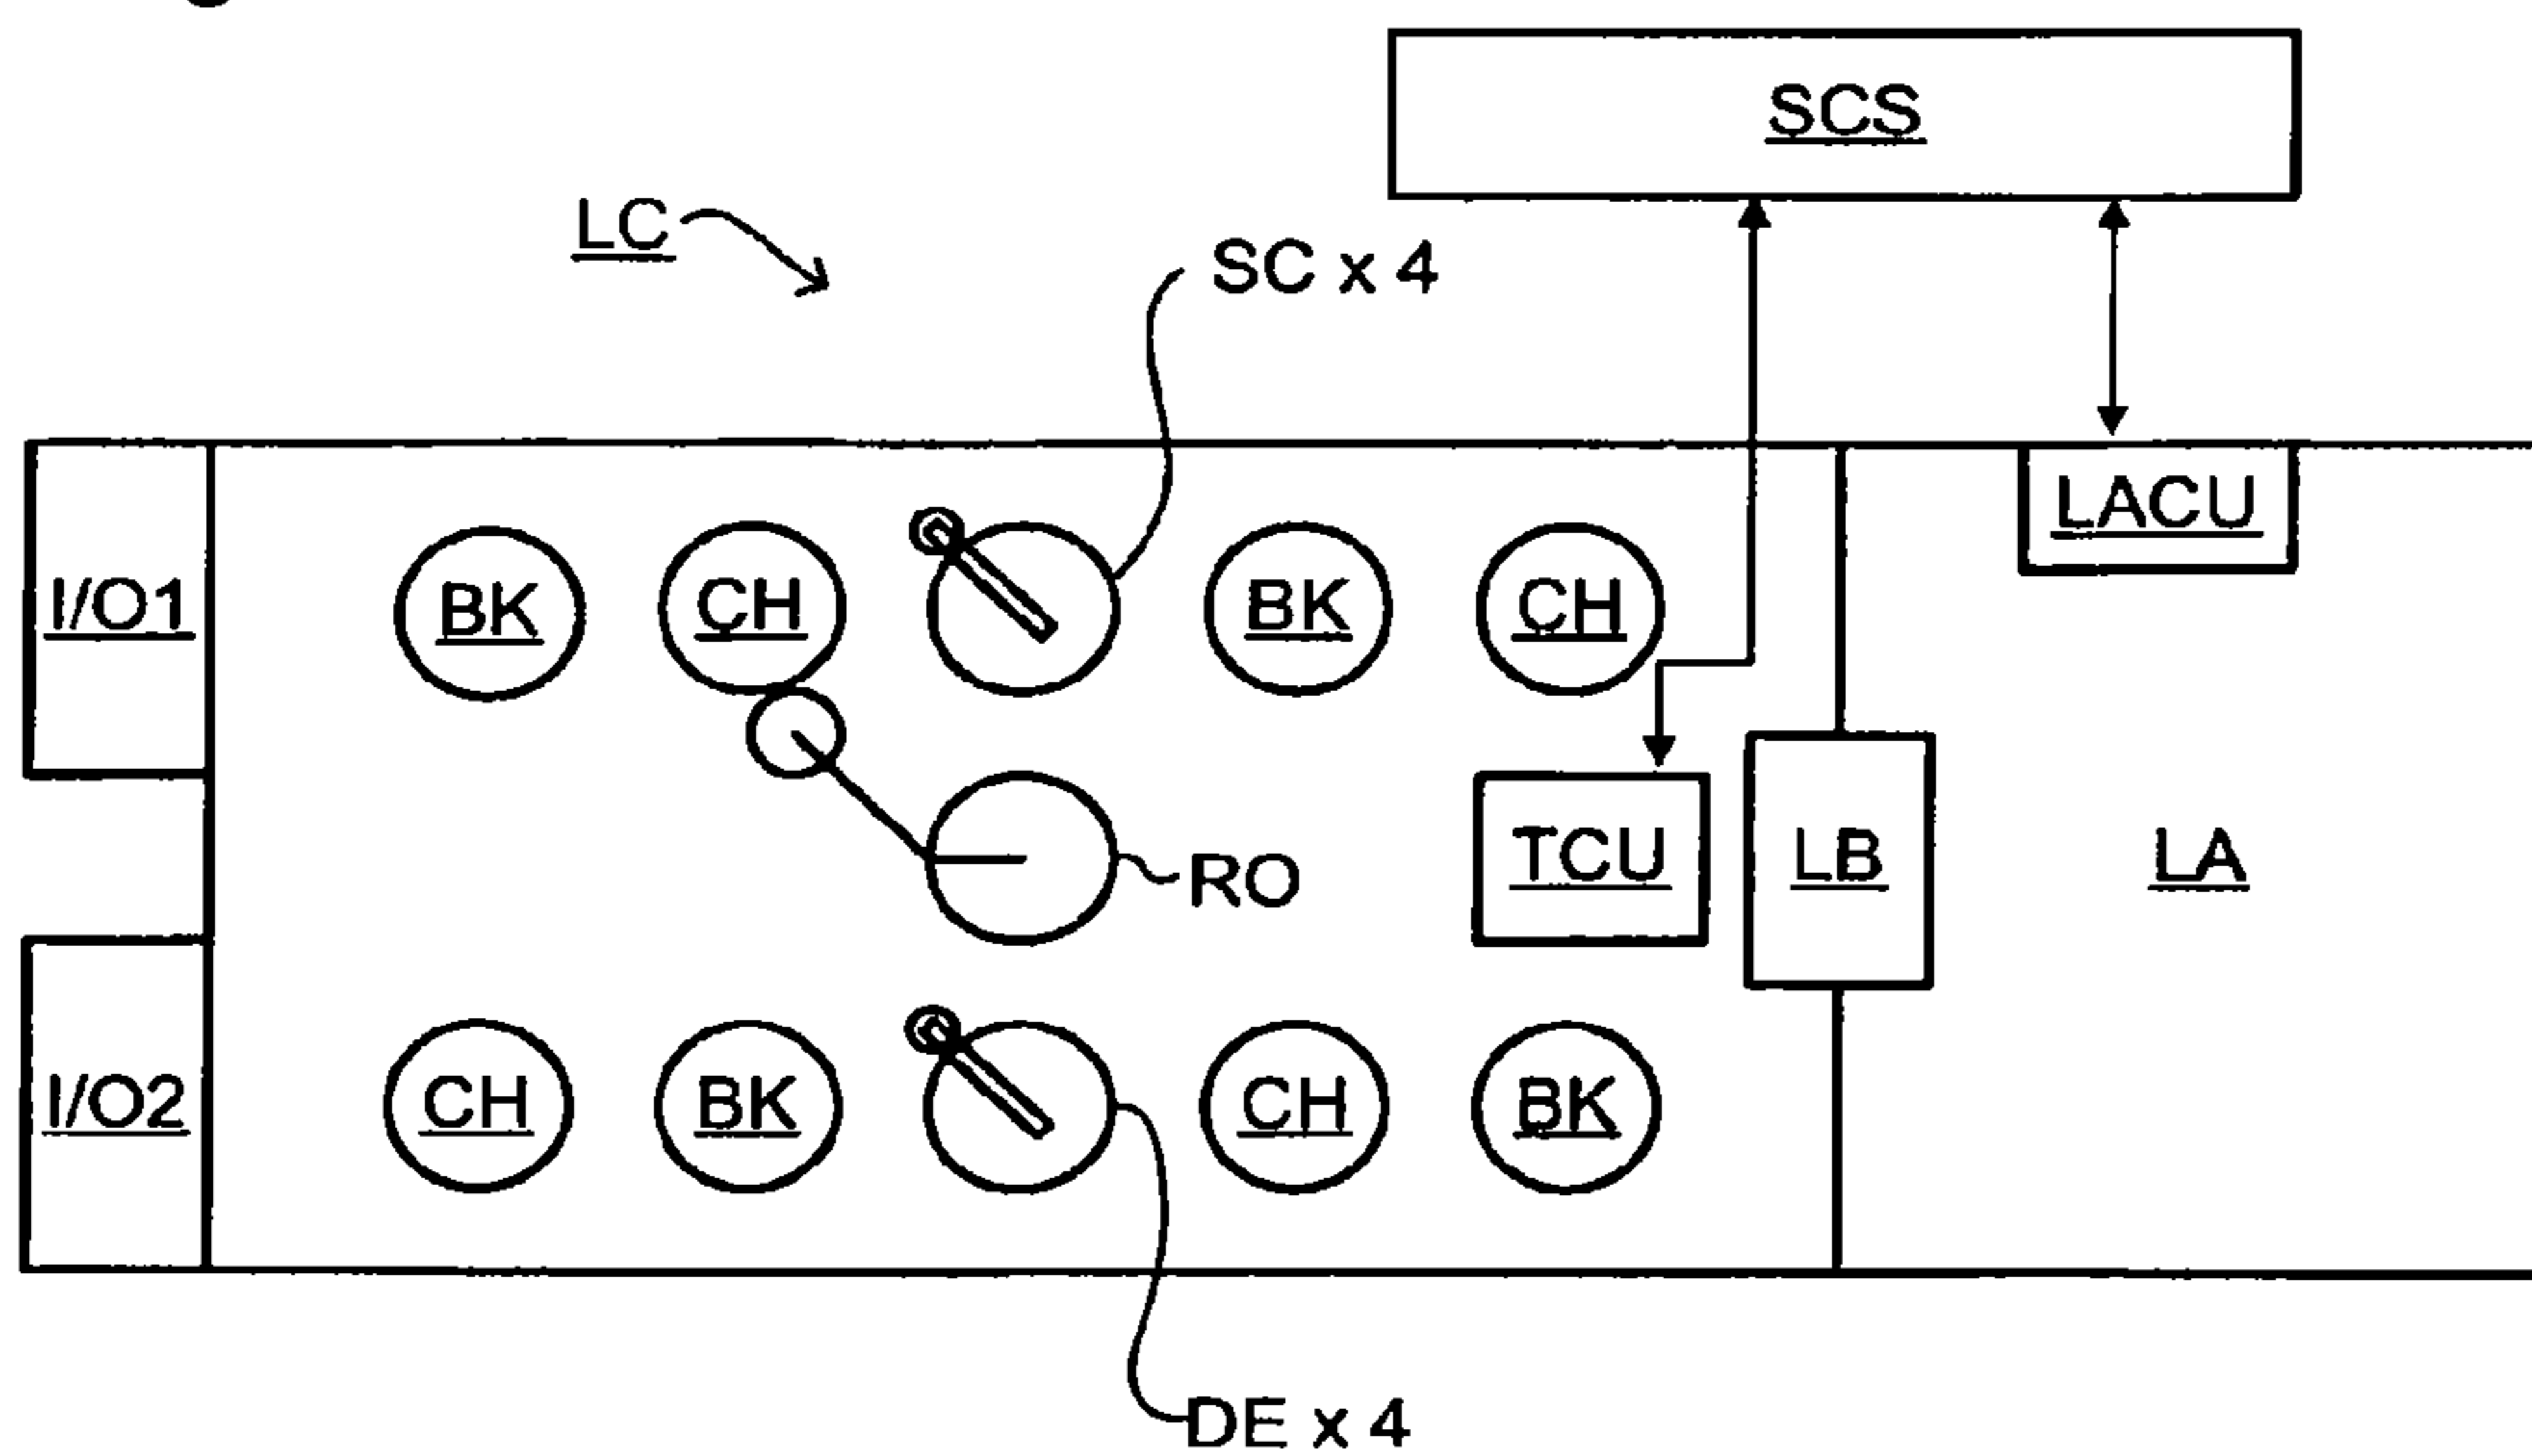 SCS
LC
SC x 4
LACU
I/O1
BK
CH
BK
CH
TCU
LB
LA
RO
I/O2
CH
BK
CH
BK
DE x 4